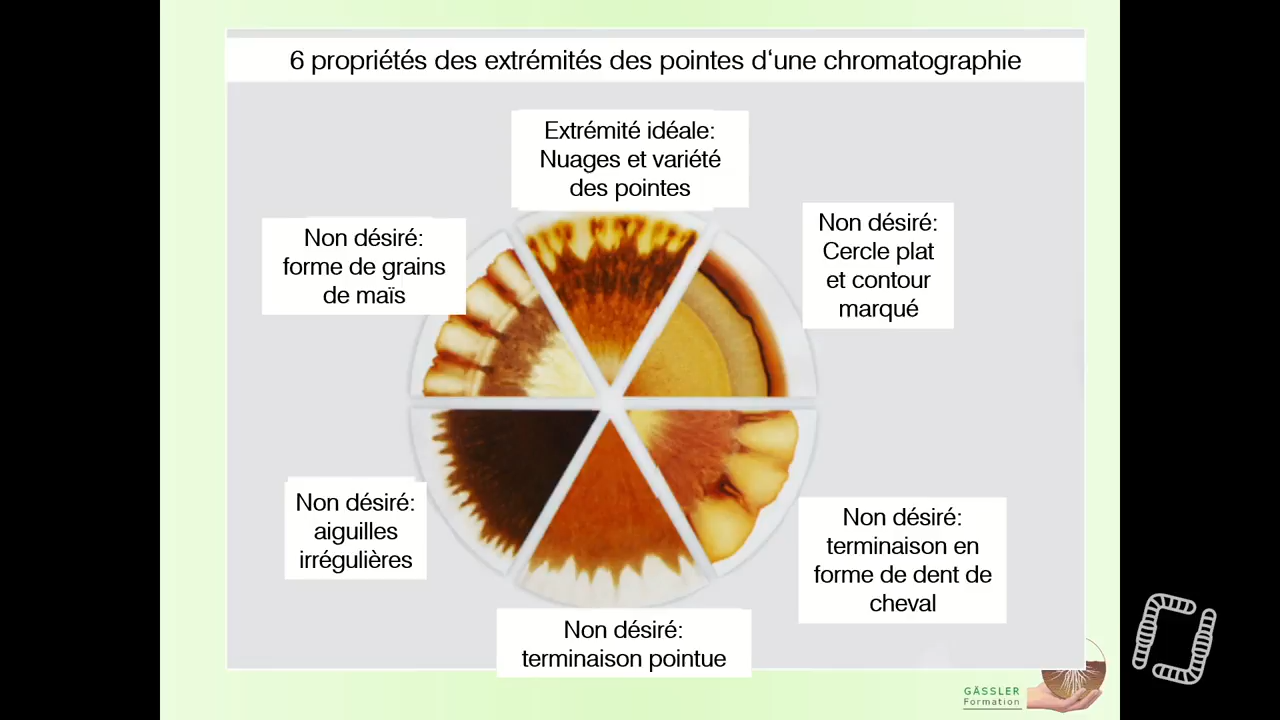 6 propriétés des extrémités des pointes d‘une chromatographie
Extrémité idéale:
Nuages et variété
des pointes
Non désiré:
forme de grains
de maïs
Non désiré:
Cercle plat
et contour
marqué
Non désiré:
aiguilles
irrégulières
Non désiré:
terminaison en
forme de dent de
cheval
Non désiré:
terminaison pointue
GÄSSLER
Formation